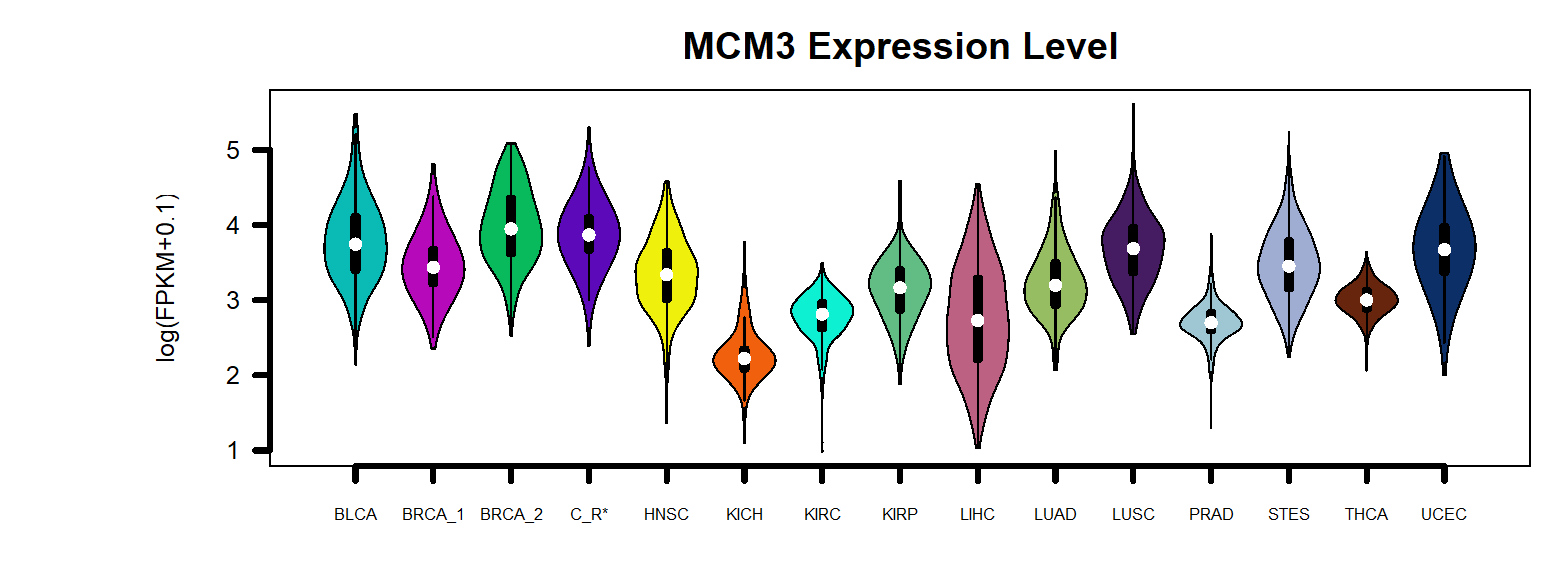 MCM3 Expression Level
log(FPKM+0.1)
5
4
3
2
1
BLCA BRCA_1 BRCA_2 C_R* HNSC KICH KIRC KIRP LIHC LUAD LUSC PRAD STES THCA UCEC